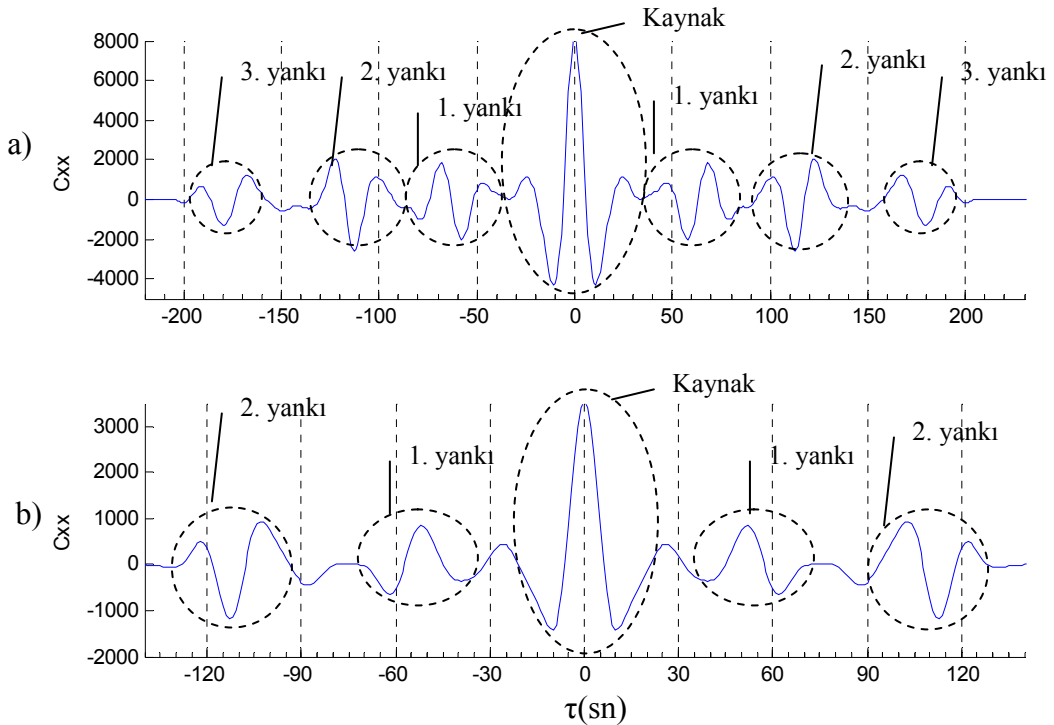 Kaynak
3. yankı
2. yankı
1. yankı
1. yankı
2. yankı
3. yankı
a)
Cxx
8000
6000
4000
2000
0
-2000
-4000
-200 -150 -100 -50 0 50 100 150 200
Kaynak
2. yankı
1. yankı
1. yankı
2. yankı
b)
Cxx
3000
2000
1000
0
-1000
-2000
-120 -90 -60 -30 0 30 60 90 120
τ(sn)